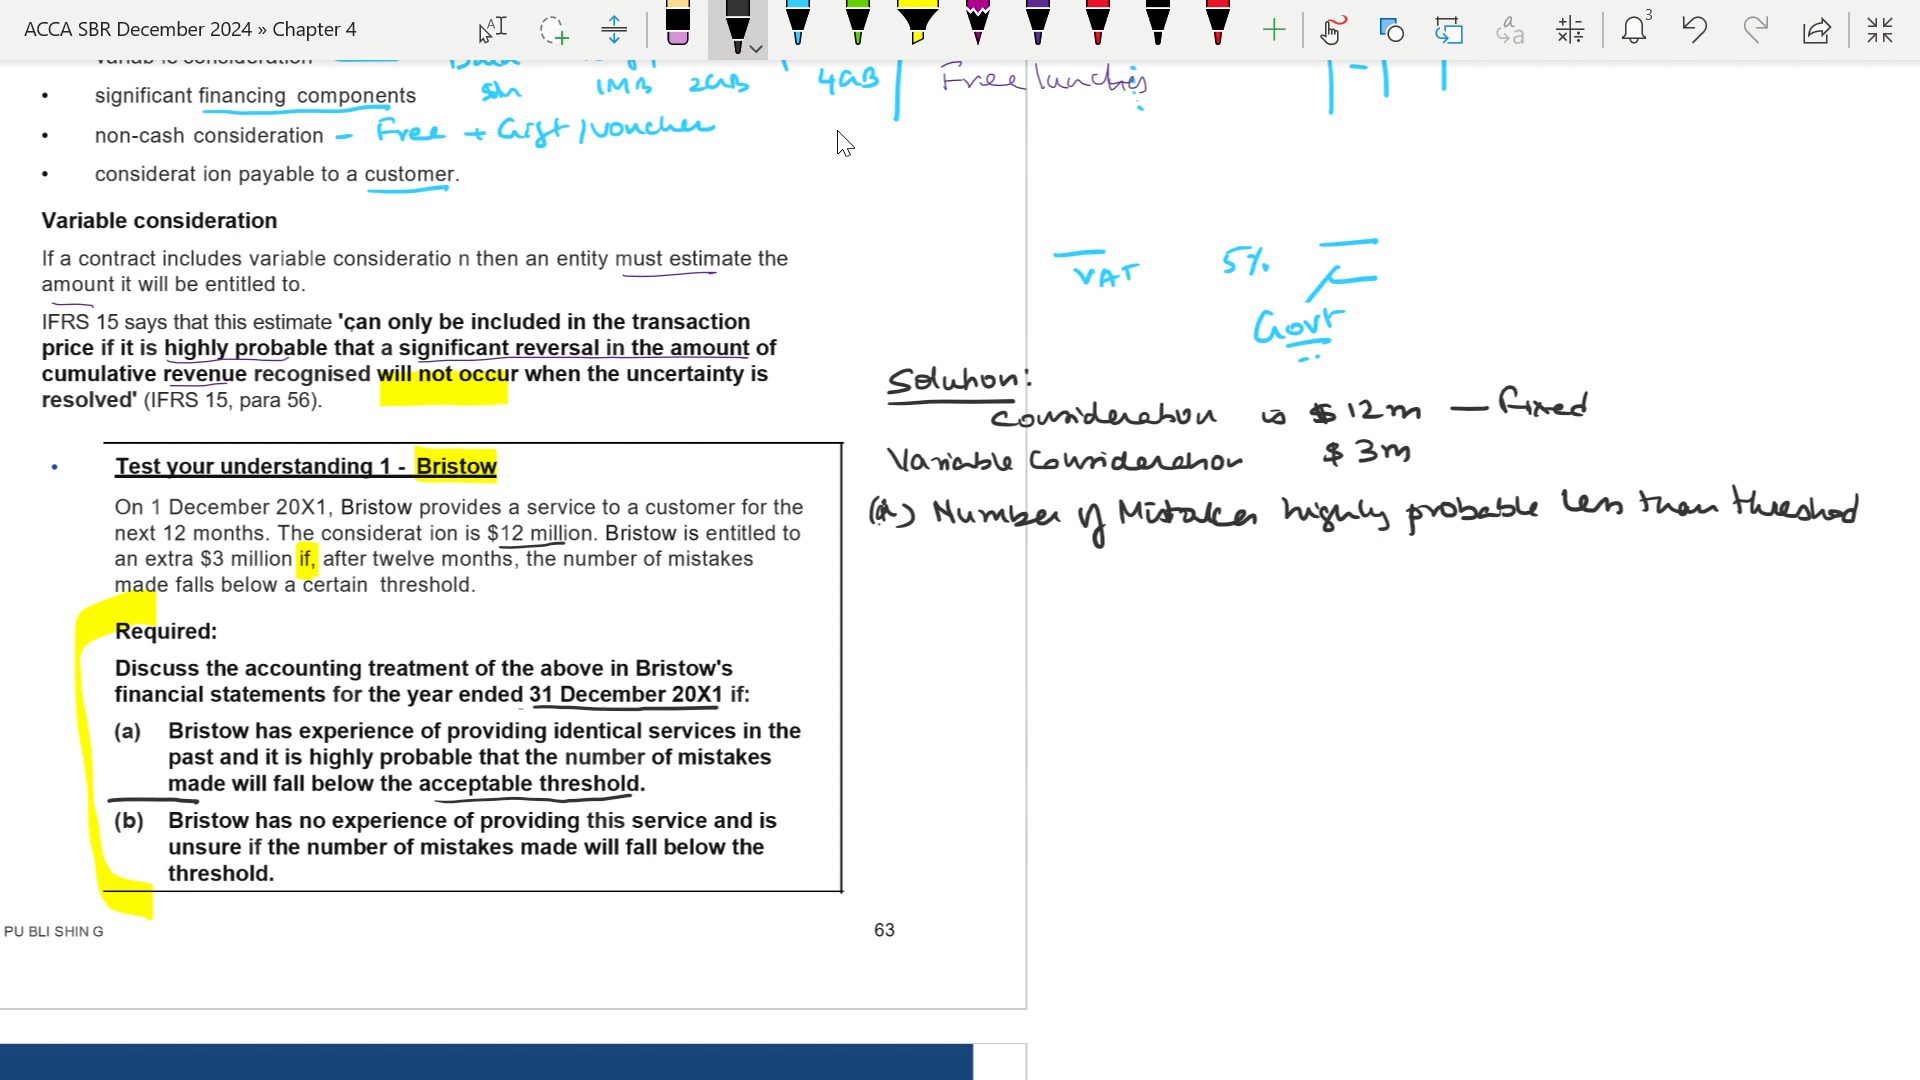 ACCA SBR December 2024 » Chapter 4
3
• significant financing components
1MB 2GB 4GB
Free lunches
• non-cash consideration – Free + Gift / voucher
• considerat ion payable to a customer.
Variable consideration
If a contract includes variable consideratio n then an entity must estimate the
amount it will be entitled to.
VAT 5%
Govt
IFRS 15 says that this estimate 'can only be included in the transaction
price if it is highly probable that a significant reversal in the amount of
cumulative revenue recognised will not occur when the uncertainty is
resolved' (IFRS 15, para 56).
Solution:
Consideration is $12m — Fixed
Variable Consideration $3m
(a) Number of Mistakes highly probable less than threshod
• Test your understanding 1 - Bristow
On 1 December 20X1, Bristow provides a service to a customer for the
next 12 months. The considerat ion is $12 million. Bristow is entitled to
an extra $3 million if, after twelve months, the number of mistakes
made falls below a certain threshold.
Required:
Discuss the accounting treatment of the above in Bristow's
financial statements for the year ended 31 December 20X1 if:
(a) Bristow has experience of providing identical services in the
past and it is highly probable that the number of mistakes
made will fall below the acceptable threshold.
(b) Bristow has no experience of providing this service and is
unsure if the number of mistakes made will fall below the
threshold.
PU BLI SHIN G
63